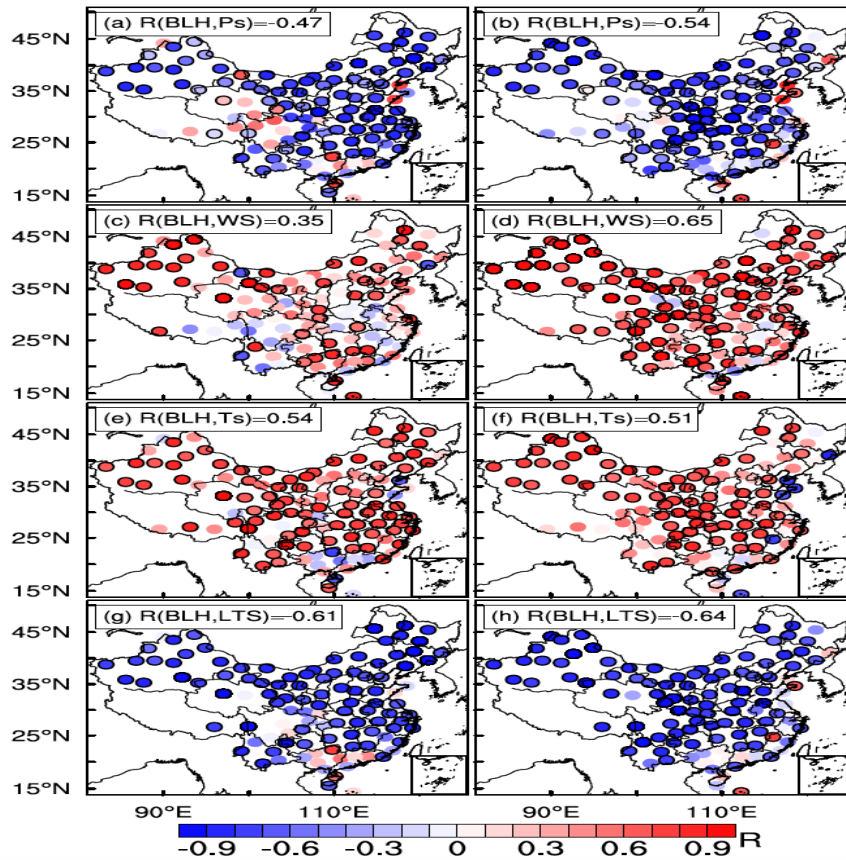 (a) R(BLH,Ps)=-0.47
(b) R(BLH,Ps)=-0.54
45°N
35°N
25°N
15°N
(c) R(BLH,WS)=0.35
(d) R(BLH,WS)=0.65
45°N
35°N
25°N
15°N
(e) R(BLH,Ts)=0.54
(f) R(BLH,Ts)=0.51
45°N
35°N
25°N
15°N
(g) R(BLH,LTS)=-0.61
(h) R(BLH,LTS)=-0.64
45°N
35°N
25°N
15°N
90°E 110°E 90°E 110°E
-0.9 -0.6 -0.3 0 0.3 0.6 0.9 R